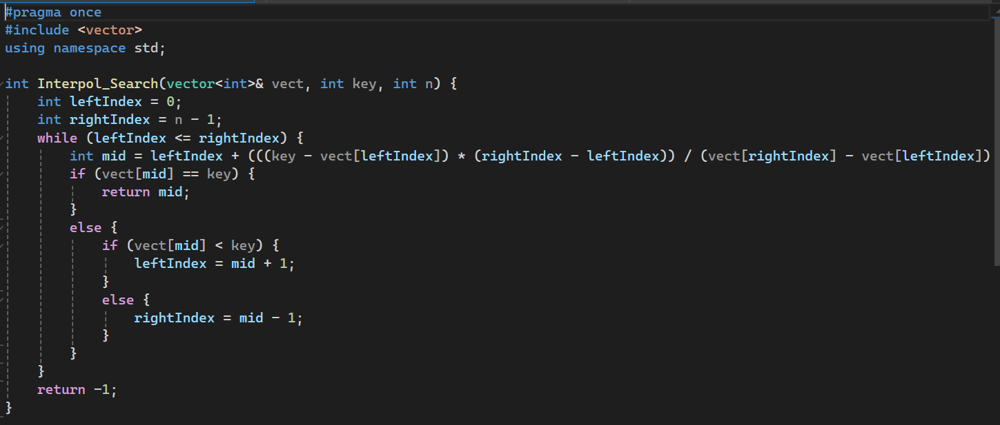 #pragma once
#include <vector>
using namespace std;
int Interpol_Search(vector<int>& vect, int key, int n) {
    int leftIndex = 0;
    int rightIndex = n - 1;
    while (leftIndex <= rightIndex) {
        int mid = leftIndex + (((key - vect[leftIndex]) * (rightIndex - leftIndex)) / (vect[rightIndex] - vect[leftIndex])
        if (vect[mid] == key) {
            return mid;
        }
        else {
            if (vect[mid] < key) {
                leftIndex = mid + 1;
            }
            else {
                rightIndex = mid - 1;
            }
        }
    }
    return -1;
}